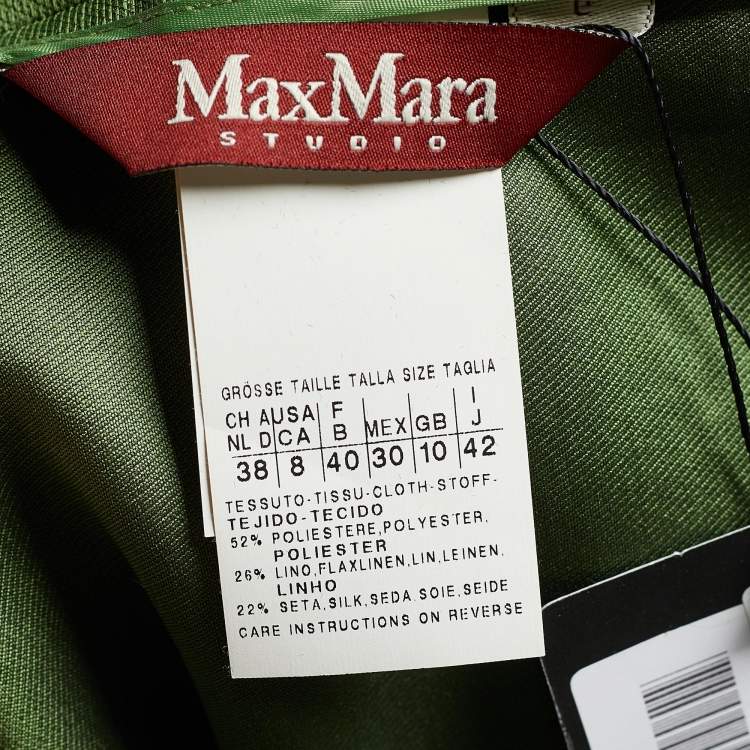 MaxMara
STUDIO
GRÖSSE TAILLE TALLA SIZE TAGLIA
CH A USA F I
NL D CA B MEX GB J
38 8 40 30 10 42
TESSUTO-TISSU-CLOTH-STOFF-
TEJIDO-TECIDO
52% POLIESTERE,POLYESTER,
POLIESTER
26% LINO,FLAXLINEN,LIN,LEINEN,
LINHO
22% SETA,SILK,SEDA,SOIE,SEIDE
CARE INSTRUCTIONS ON REVERSE